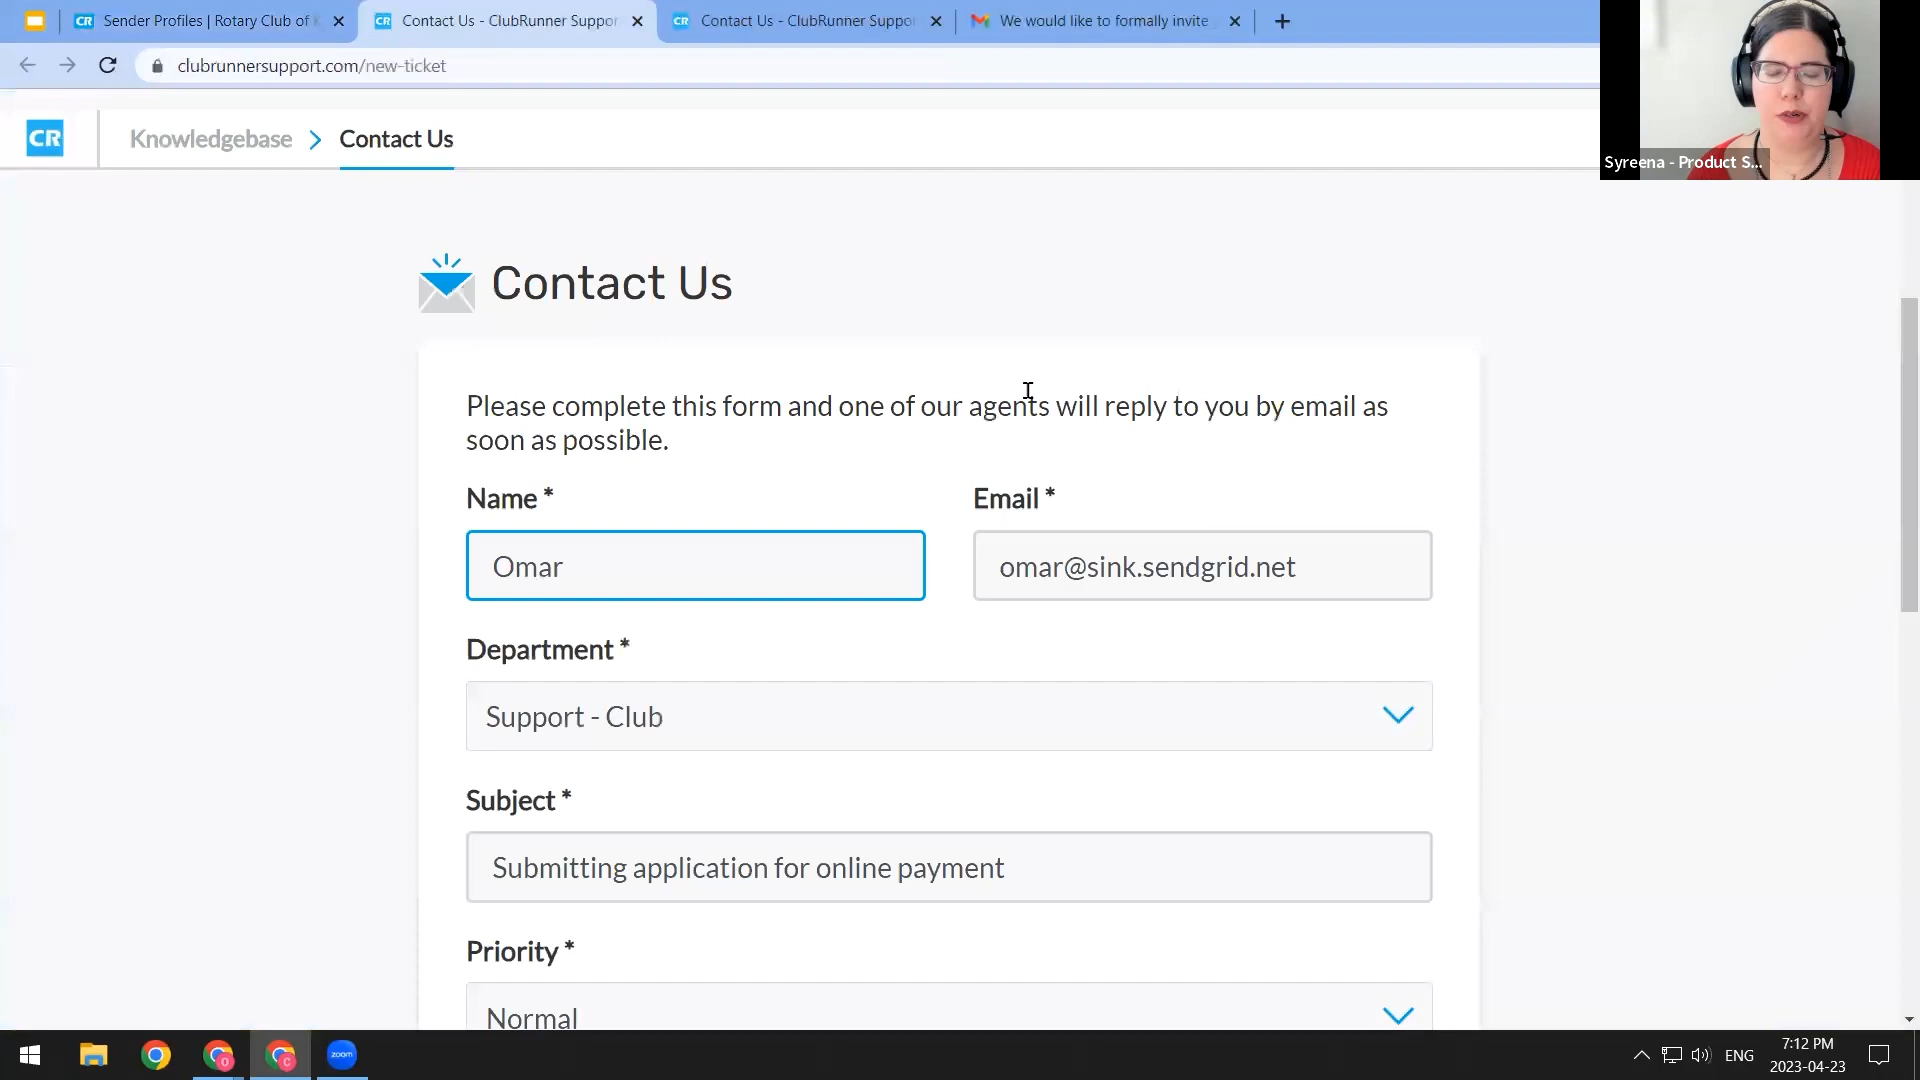 Sender Profiles | Rotary Club of
Contact Us - ClubRunner Suppor
Contact Us - ClubRunner Suppor
We would like to formally invite
clubrunnersupport.com/new-ticket
Syreena - Product S...
CR
Knowledgebase
Contact Us
Contact Us
Please complete this form and one of our agents will reply to you by email as
soon as possible.
Name *
Email *
Omar
omar@sink.sendgrid.net
Department *
Support - Club
Subject *
Submitting application for online payment
Priority *
Normal
zoom
ENG
7:12 PM
2023-04-23